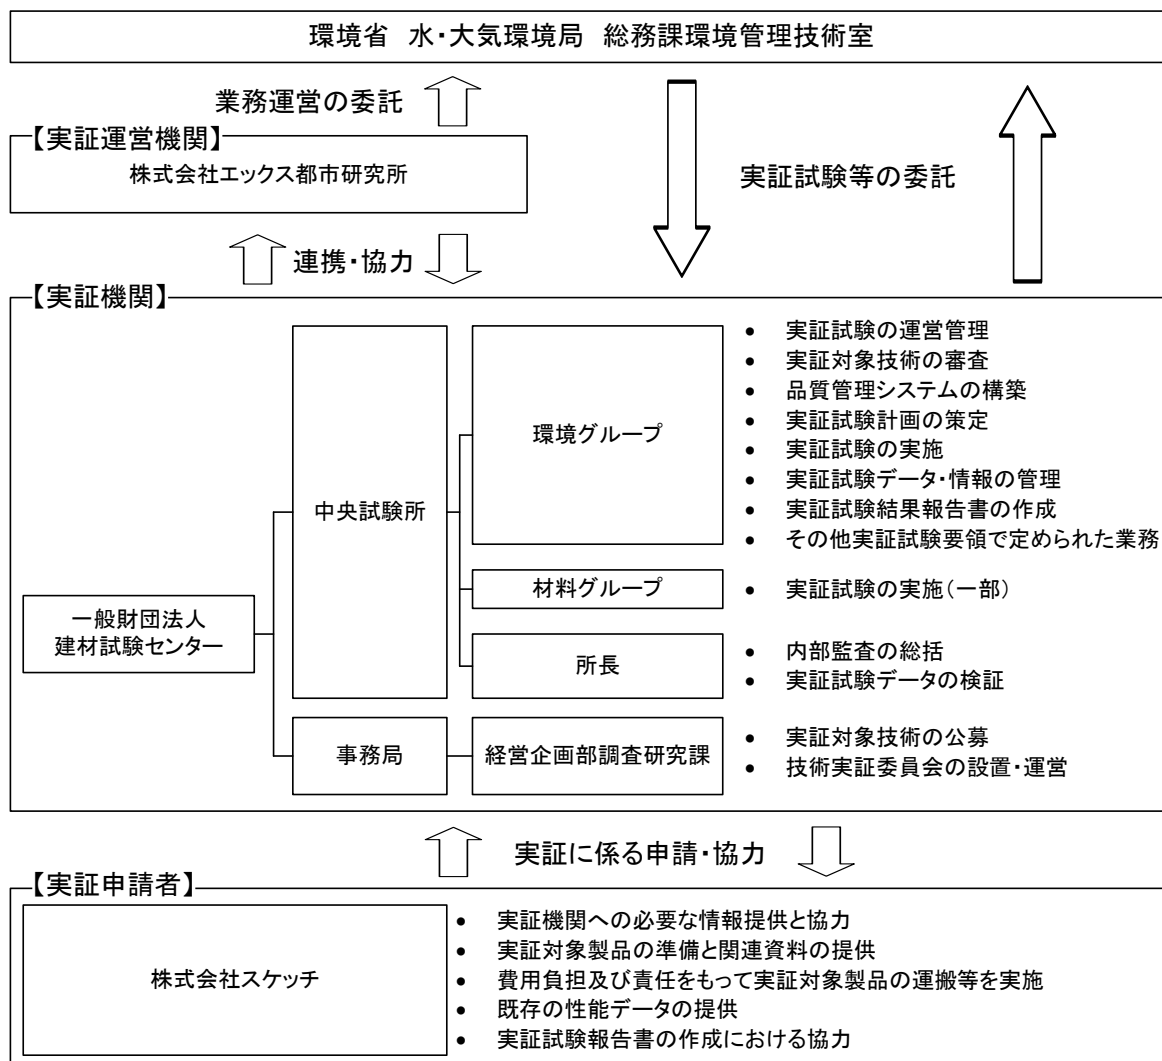 環境省　水・大気環境局　総務課環境管理技術室
業務運営の委託
【実証運営機関】
株式会社エックス都市研究所
実証試験等の委託
連携・協力
【実証機関】
一般財団法人
建材試験センター
中央試験所
環境グループ
• 実証試験の運営管理
• 実証対象技術の審査
• 品質管理システムの構築
• 実証試験計画の策定
• 実証試験の実施
• 実証試験データ・情報の管理
• 実証試験結果報告書の作成
• その他実証試験要領で定められた業務
材料グループ
• 実証試験の実施(一部)
所長
• 内部監査の総括
• 実証試験データの検証
事務局
経営企画部調査研究課
• 実証対象技術の公募
• 技術実証委員会の設置・運営
実証に係る申請・協力
【実証申請者】
株式会社スケッチ
• 実証機関への必要な情報提供と協力
• 実証対象製品の準備と関連資料の提供
• 費用負担及び責任をもって実証対象製品の運搬等を実施
• 既存の性能データの提供
• 実証試験報告書の作成における協力